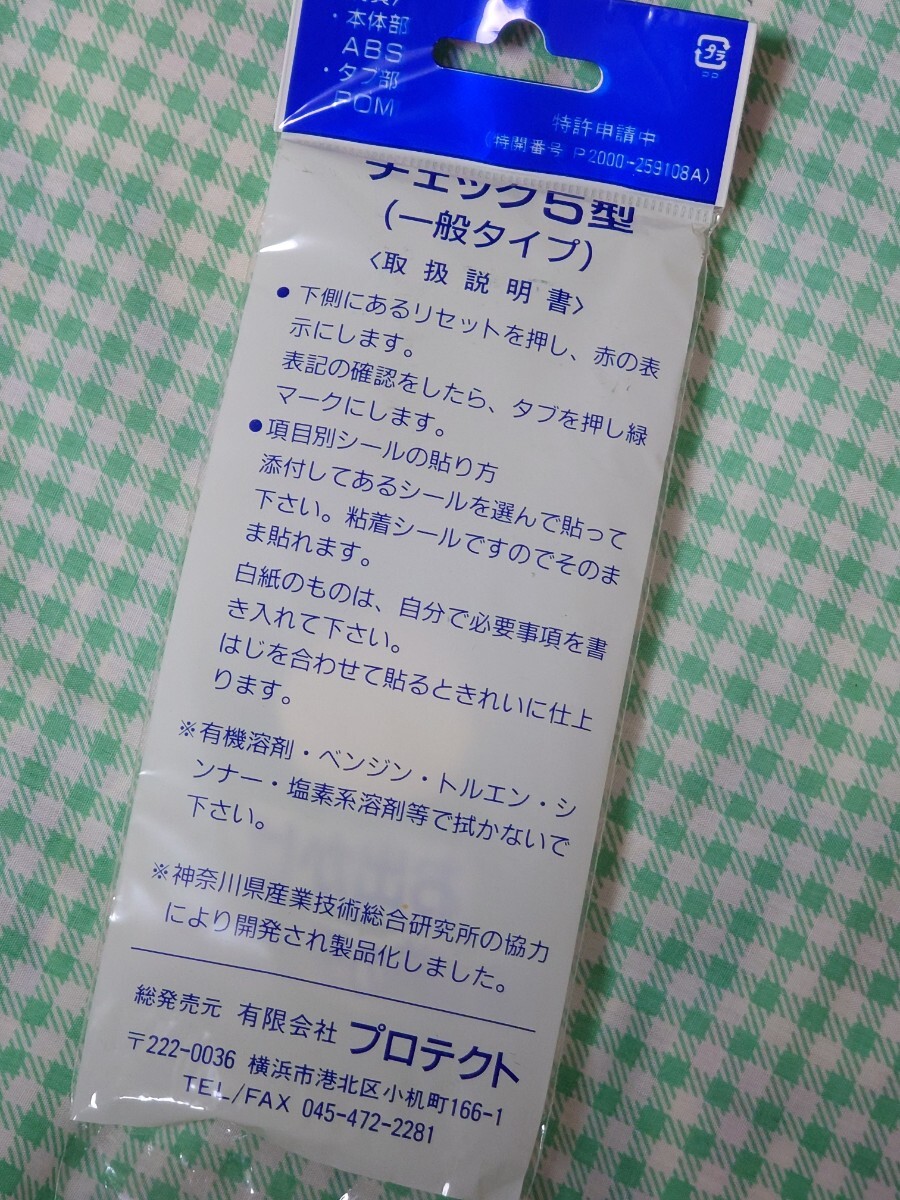 ・本体部
ABS
・タブ部
POM
プラ
PP
特許申請中
(特開番号 P2000-259108A)
チェック5型
(一般タイプ)
〈取扱説明書〉
●下側にあるリセットを押し、赤の表
示にします。
表記の確認をしたら、タブを押し緑
マークにします。
●項目別シールの貼り方
添付してあるシールを選んで貼って
下さい。粘着シールですのでそのま
ま貼れます。
白紙のものは、自分で必要事項を書
き入れて下さい。
はじを合わせて貼るときれいに仕上
ります。
※有機溶剤・ベンジン・トルエン・シ
ンナー・塩素系溶剤等で拭かないで
下さい。
※神奈川県産業技術総合研究所の協力
により開発され製品化しました。
総発売元 有限会社 プロテクト
〒222-0036 横浜市港北区小机町166-1
TEL/FAX 045-472-2281